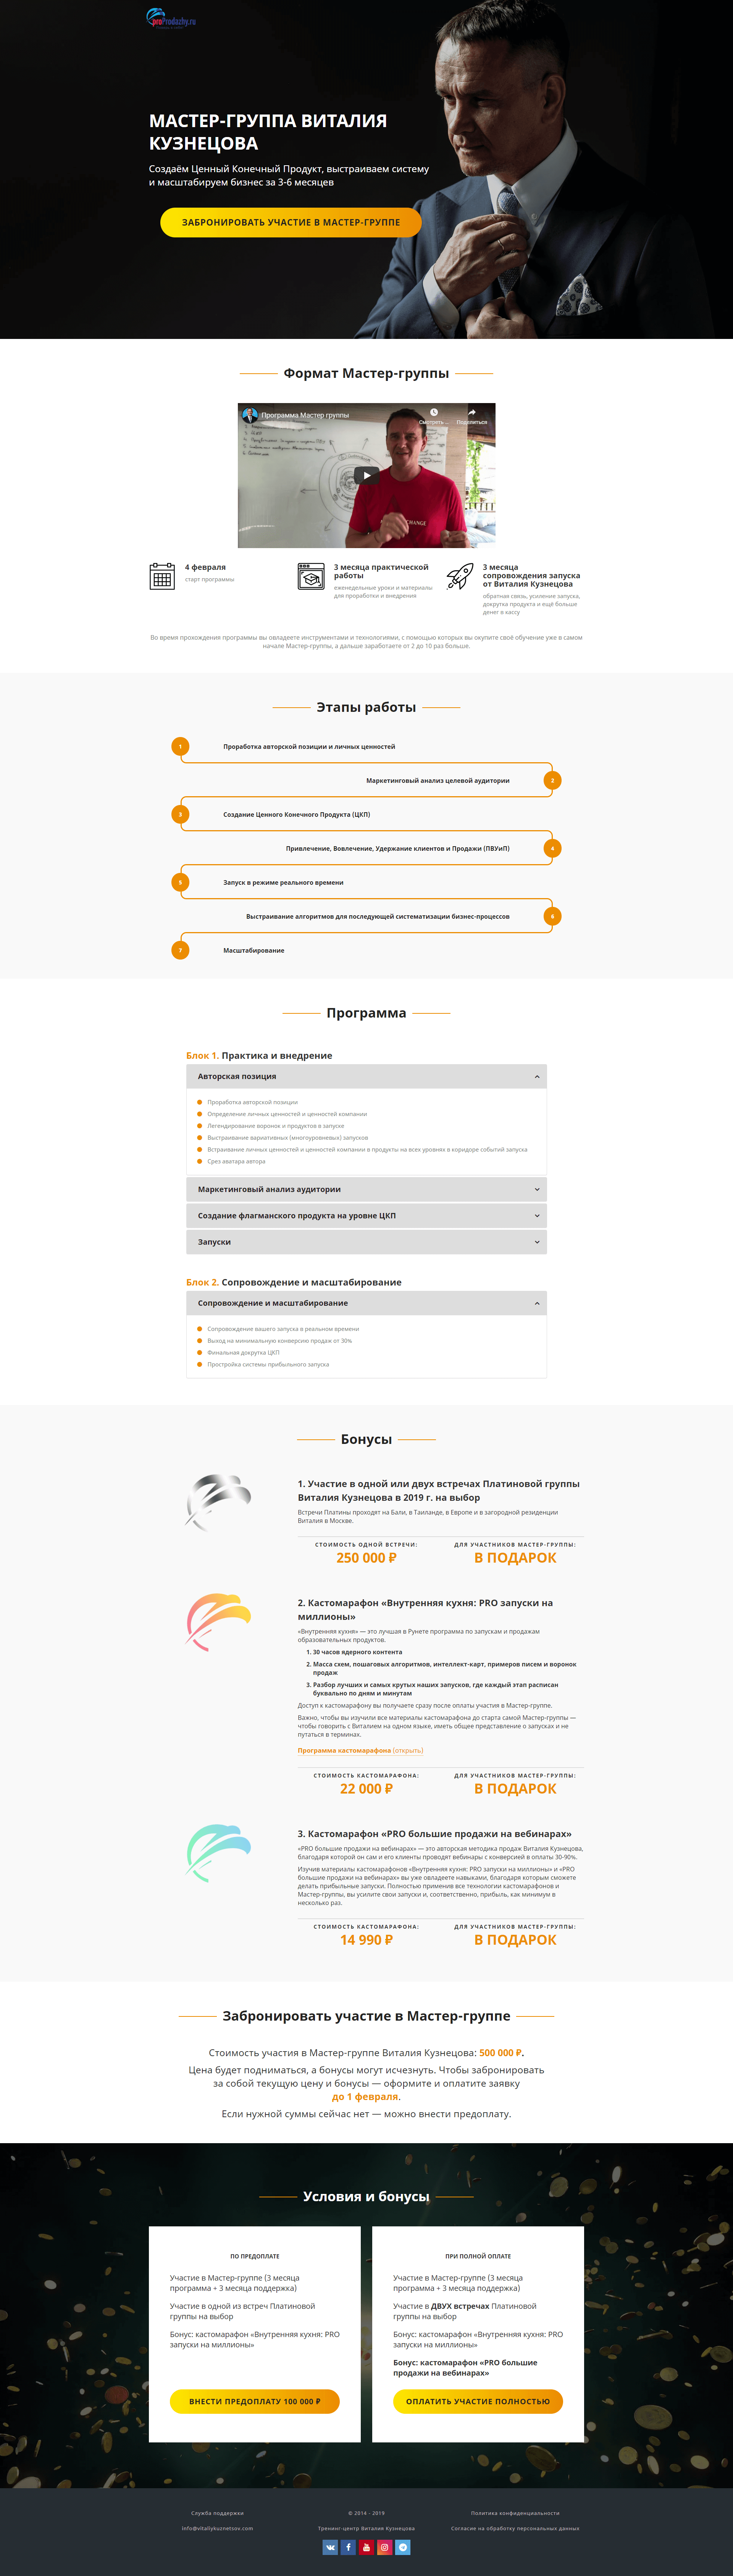 proProdazhy.ru
МАСТЕР-ГРУППА ВИТАЛИЯ
КУЗНЕЦОВА
Создаём Ценный Конечный Продукт, выстраиваем систему
и масштабируем бизнес за 3-6 месяцев
ЗАБРОНИРОВАТЬ УЧАСТИЕ В МАСТЕР-ГРУППЕ
Формат Мастер-группы
Программа Мастер группы
Смотреть ...
Поделиться
CHANGE
4 февраля
старт программы
3 месяца практической
работы
еженедельные уроки и материалы
для проработки и внедрения
3 месяца
сопровождения запуска
от Виталия Кузнецова
обратная связь, усиление запуска,
докрутка продукта и ещё больше
денег в кассу
Во время прохождения программы вы овладеете инструментами и технологиями, с помощью которых вы окупите своё обучение уже в самом
начале Мастер-группы, а дальше заработаете от 2 до 10 раз больше.
Этапы работы
1
Проработка авторской позиции и личных ценностей
Маркетинговый анализ целевой аудитории
2
3
Создание Ценного Конечного Продукта (ЦКП)
Привлечение, Вовлечение, Удержание клиентов и Продажи (ПВУиП)
4
5
Запуск в режиме реального времени
Выстраивание алгоритмов для последующей систематизации бизнес-процессов
6
7
Масштабирование
Программа
Блок 1. Практика и внедрение
Авторская позиция
Проработка авторской позиции
Определение личных ценностей и ценностей компании
Легендирование воронок и продуктов в запуске
Выстраивание вариативных (многоуровневых) запусков
Встраивание личных ценностей и ценностей компании в продукты на всех уровнях в коридоре событий запуска
Срез аватара автора
Маркетинговый анализ аудитории
Создание флагманского продукта на уровне ЦКП
Запуски
Блок 2. Сопровождение и масштабирование
Сопровождение и масштабирование
Сопровождение вашего запуска в реальном времени
Выход на минимальную конверсию продаж от 30%
Финальная докрутка ЦКП
Простройка системы прибыльного запуска
Бонусы
1. Участие в одной или двух встречах Платиновой группы
Виталия Кузнецова в 2019 г. на выбор
Встречи Платины проходят на Бали, в Таиланде, в Европе и в загородной резиденции
Виталия в Москве.
СТОИМОСТЬ ОДНОЙ ВСТРЕЧИ:
ДЛЯ УЧАСТНИКОВ МАСТЕР-ГРУППЫ:
250 000 ₽
В ПОДАРОК
2. Кастомарафон «Внутренняя кухня: PRO запуски на
миллионы»
«Внутренняя кухня» — это лучшая в Рунете программа по запускам и продажам
образовательных продуктов.
1. 30 часов ядерного контента
2. Масса схем, пошаговых алгоритмов, интеллект-карт, примеров писем и воронок
продаж
3. Разбор лучших и самых крутых наших запусков, где каждый этап расписан
буквально по дням и минутам
Доступ к кастомарафону вы получаете сразу после оплаты участия в Мастер-группе.
Важно, чтобы вы изучили все материалы кастомарафона до старта самой Мастер-группы —
чтобы говорить с Виталием на одном языке, иметь общее представление о запусках и не
путаться в терминах.
Программа кастомарафона (открыть)
СТОИМОСТЬ КАСТОМАРАФОНА:
ДЛЯ УЧАСТНИКОВ МАСТЕР-ГРУППЫ:
22 000 ₽
В ПОДАРОК
3. Кастомарафон «PRO большие продажи на вебинарах»
«PRO большие продажи на вебинарах» — это авторская методика продаж Виталия Кузнецова,
благодаря которой он сам и его клиенты проводят вебинары с конверсией в оплаты 30-90%.
Изучив материалы кастомарафонов «Внутренняя кухня: PRO запуски на миллионы» и «PRO
большие продажи на вебинарах» вы уже овладеете навыками, благодаря которым сможете
делать прибыльные запуски. Полностью применив все технологии кастомарафонов и
Мастер-группы, вы усилите свои запуски и, соответственно, прибыль, как минимум в
несколько раз.
СТОИМОСТЬ КАСТОМАРАФОНА:
ДЛЯ УЧАСТНИКОВ МАСТЕР-ГРУППЫ:
14 990 ₽
В ПОДАРОК
Забронировать участие в Мастер-группе
Стоимость участия в Мастер-группе Виталия Кузнецова: 500 000 ₽.
Цена будет подниматься, а бонусы могут исчезнуть. Чтобы забронировать
за собой текущую цену и бонусы — оформите и оплатите заявку
до 1 февраля.
Если нужной суммы сейчас нет — можно внести предоплату.
Условия и бонусы
ПО ПРЕДОПЛАТЕ
Участие в Мастер-группе (3 месяца
программа + 3 месяца поддержка)
Участие в одной из встреч Платиновой
группы на выбор
Бонус: кастомарафон «Внутренняя кухня: PRO
запуски на миллионы»
ВНЕСТИ ПРЕДОПЛАТУ 100 000 ₽
ПРИ ПОЛНОЙ ОПЛАТЕ
Участие в Мастер-группе (3 месяца
программа + 3 месяца поддержка)
Участие в ДВУХ встречах Платиновой
группы на выбор
Бонус: кастомарафон «Внутренняя кухня: PRO
запуски на миллионы»
Бонус: кастомарафон «PRO большие
продажи на вебинарах»
ОПЛАТИТЬ УЧАСТИЕ ПОЛНОСТЬЮ
Служба поддержки
info@vitaliykuznetsov.com
© 2014 - 2019
Тренинг-центр Виталия Кузнецова
Политика конфиденциальности
Согласие на обработку персональных данных